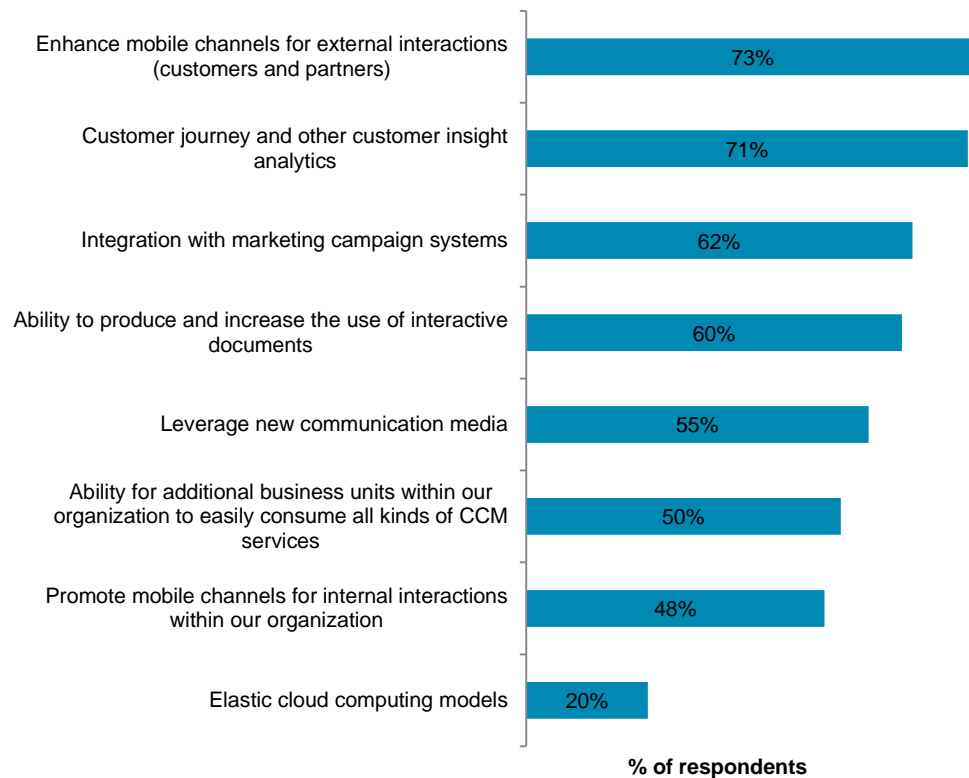 Enhance mobile channels for external interactions
(customers and partners)
73%
Customer journey and other customer insight
analytics
71%
Integration with marketing campaign systems
62%
Ability to produce and increase the use of interactive
documents
60%
Leverage new communication media
55%
Ability for additional business units within our
organization to easily consume all kinds of CCM
services
50%
Promote mobile channels for internal interactions
within our organization
48%
Elastic cloud computing models
20%
% of respondents